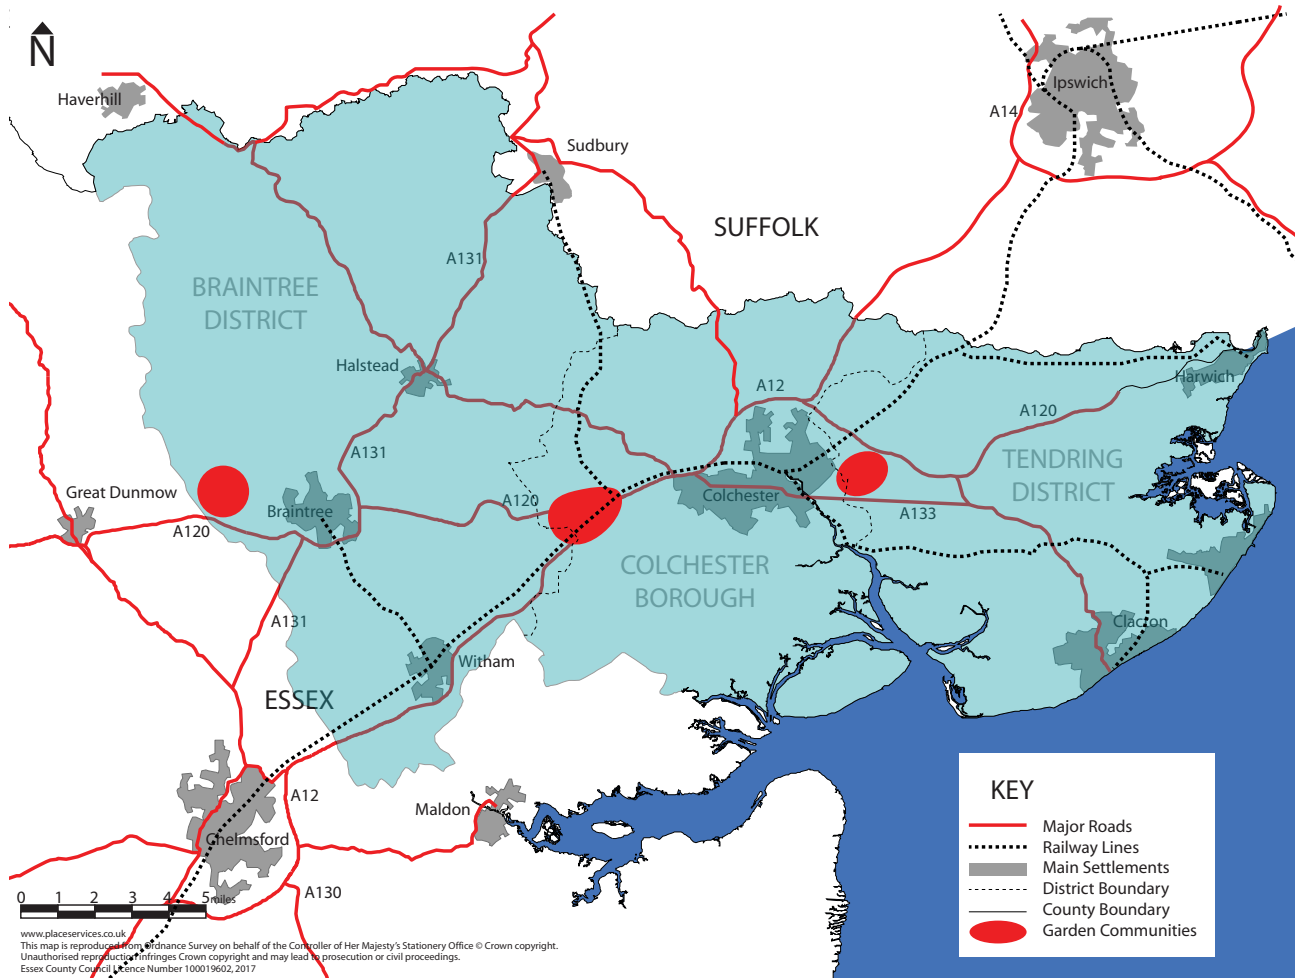 N
Haverhill
Sudbury
Ipswich
A14
SUFFOLK
A131
BRAINTREE
DISTRICT
Halstead
A12
Harwich
A120
A131
TENDRING
DISTRICT
Great Dunmow
Braintree
A120
Colchester
A120
A133
COLCHESTER
BOROUGH
A131
Clacton
Witham
ESSEX
A12
Maldon
Chelmsford
A130
KEY
Major Roads
Railway Lines
Main Settlements
District Boundary
County Boundary
Garden Communities
0 1 2 3 4 5 miles
www.placeservices.co.uk
This map is reproduced from Ordnance Survey on behalf of the Controller of Her Majesty's Stationery Office © Crown copyright.
Unauthorised reproduction infringes Crown copyright and may lead to prosecution or civil proceedings.
Essex County Council Licence Number 100019602, 2017